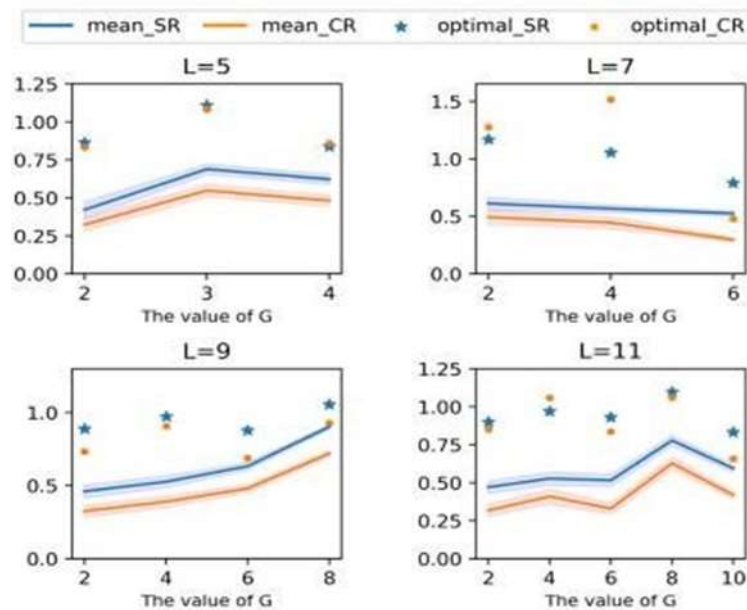 mean_SR mean_CR optimal_SR optimal_CR
L=5
1.25
1.00
0.75
0.50
0.25
0.00
2 3 4
The value of G
L=7
1.5
1.0
0.5
0.0
2 4 6
The value of G
L=9
1.0
0.5
0.0
2 4 6 8
The value of G
L=11
1.25
1.00
0.75
0.50
0.25
0.00
2 4 6 8 10
The value of G